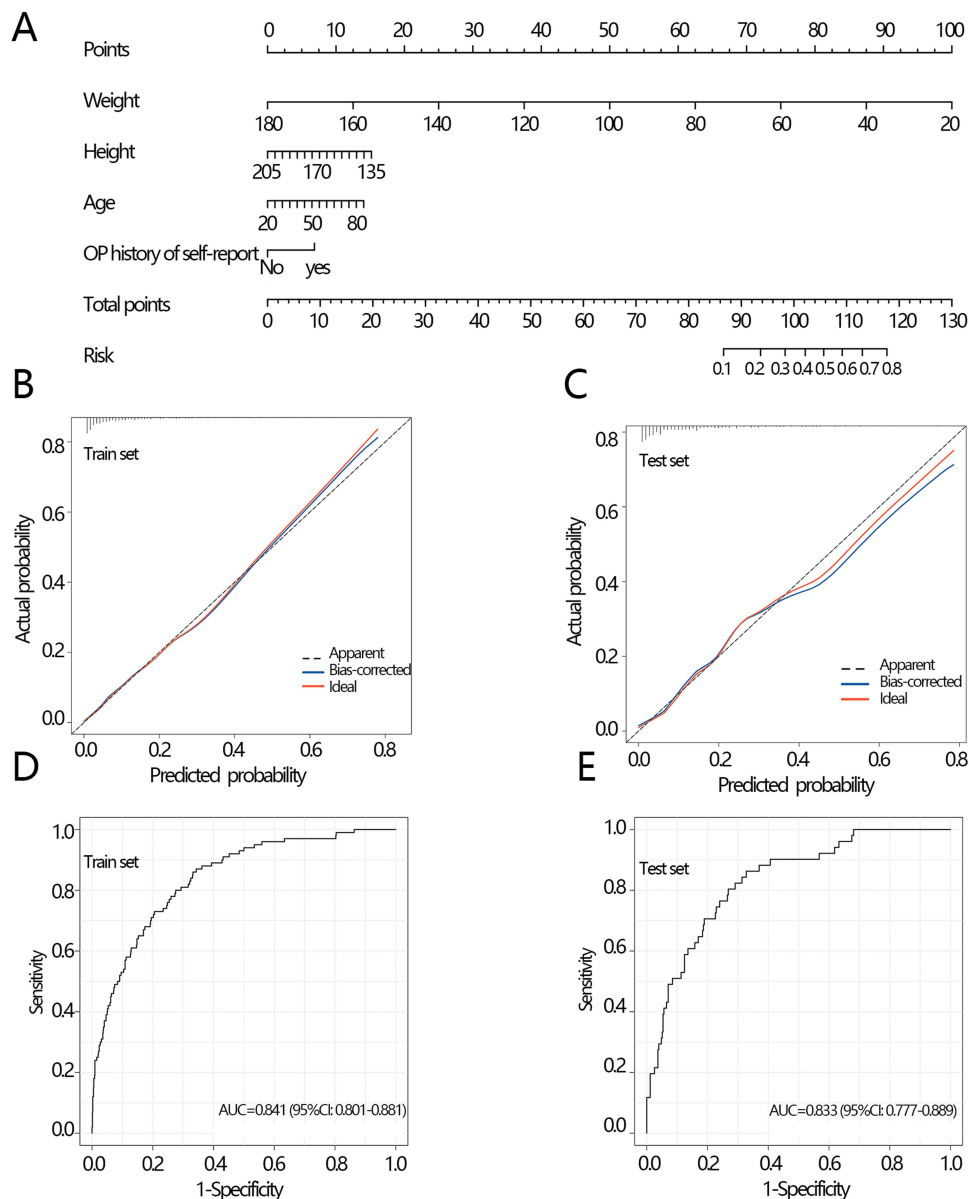 A
Points
0 10 20 30 40 50 60 70 80 90 100
Weight
180 160 140 120 100 80 60 40 20
Height
205 170 135
Age
20 50 80
OP history of self-report
No yes
Total points
0 10 20 30 40 50 60 70 80 90 100 110 120 130
Risk
0.1 0.2 0.3 0.4 0.5 0.6 0.7 0.8
B
Train set
Actual probability
0.8
0.6
0.4
0.2
0.0
Apparent
Bias-corrected
Ideal
0.0 0.2 0.4 0.6 0.8
Predicted probability
C
Test set
Actual probability
0.8
0.6
0.4
0.2
0.0
Apparent
Bias-corrected
Ideal
0.0 0.2 0.4 0.6 0.8
Predicted probability
D
Train set
Sensitivity
1.0
0.8
0.6
0.4
0.2
0.0
AUC=0.841 (95%CI: 0.801-0.881)
0.0 0.2 0.4 0.6 0.8 1.0
1-Specificity
E
Test set
Sensitivity
1.0
0.8
0.6
0.4
0.2
0.0
AUC=0.833 (95%CI: 0.777-0.889)
0.0 0.2 0.4 0.6 0.8 1.0
1-Specificity